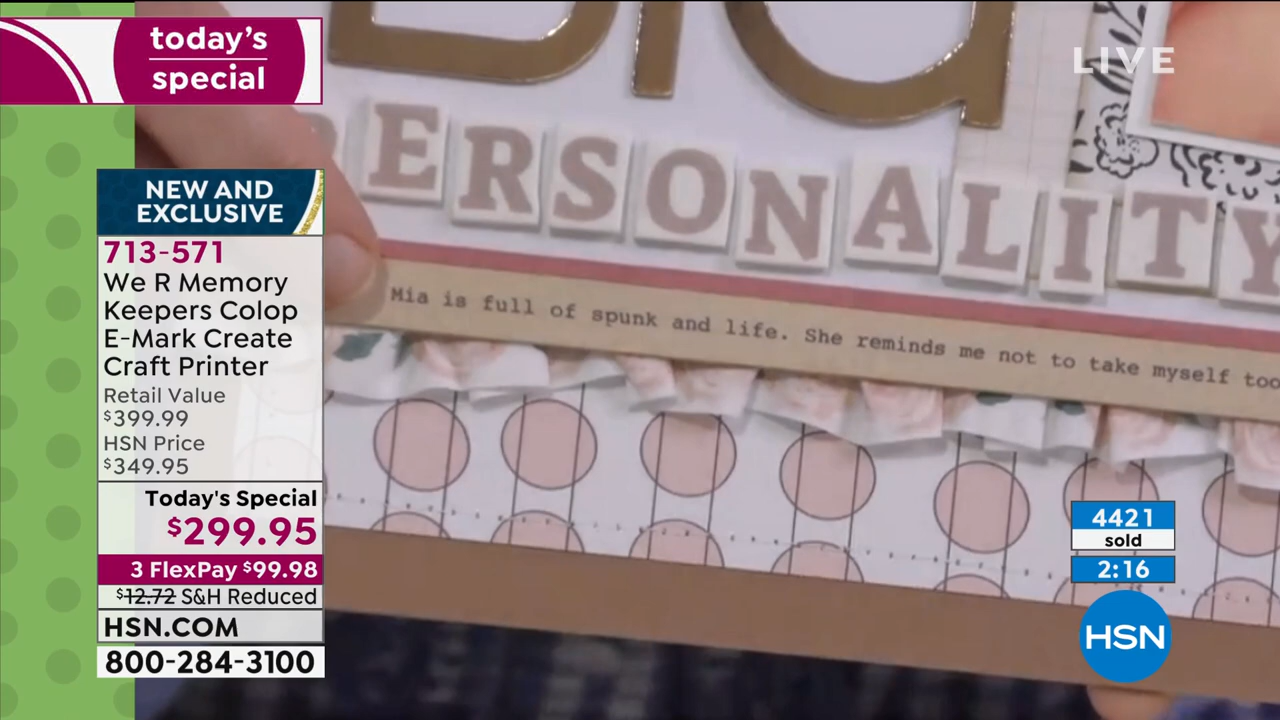 today's
special
LIVE
NEW AND
EXCLUSIVE
713-571
We R Memory
Keepers Colop
E-Mark Create
Craft Printer
Retail Value
$399.99
HSN Price
$349.95
Today's Special
$299.95
3 FlexPay $99.98
$12.72 S&H Reduced
HSN.COM
800-284-3100
Big
PERSONALITY
Mia is full of spunk and life. She reminds me not to take myself too
4421
sold
2:16
HSN